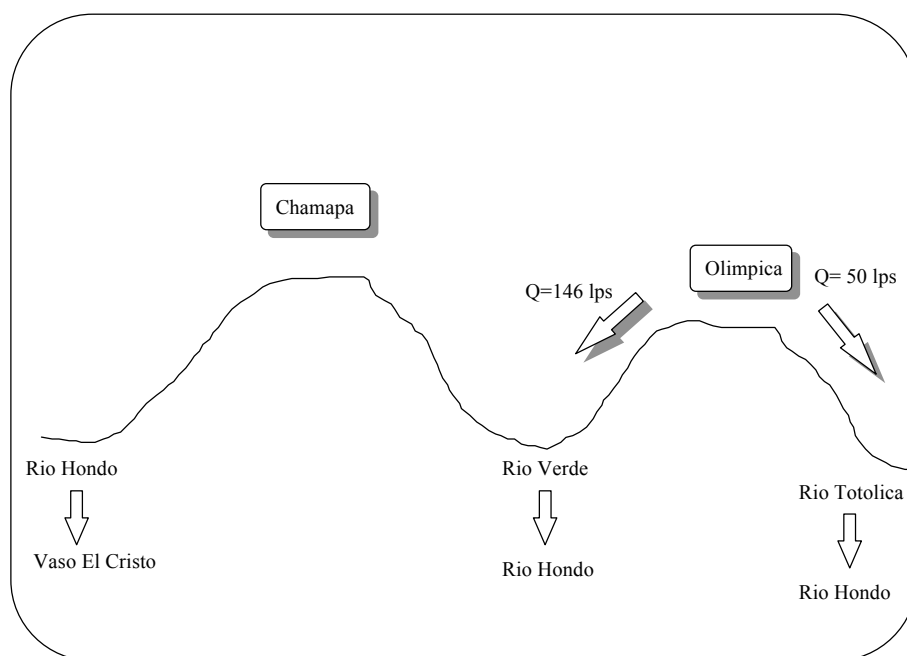 Chamapa
Olimpica
Q= 50 lps
Q=146 lps
Rio Hondo
Rio Verde
Rio Totolica
Vaso El Cristo
Rio Hondo
Rio Hondo